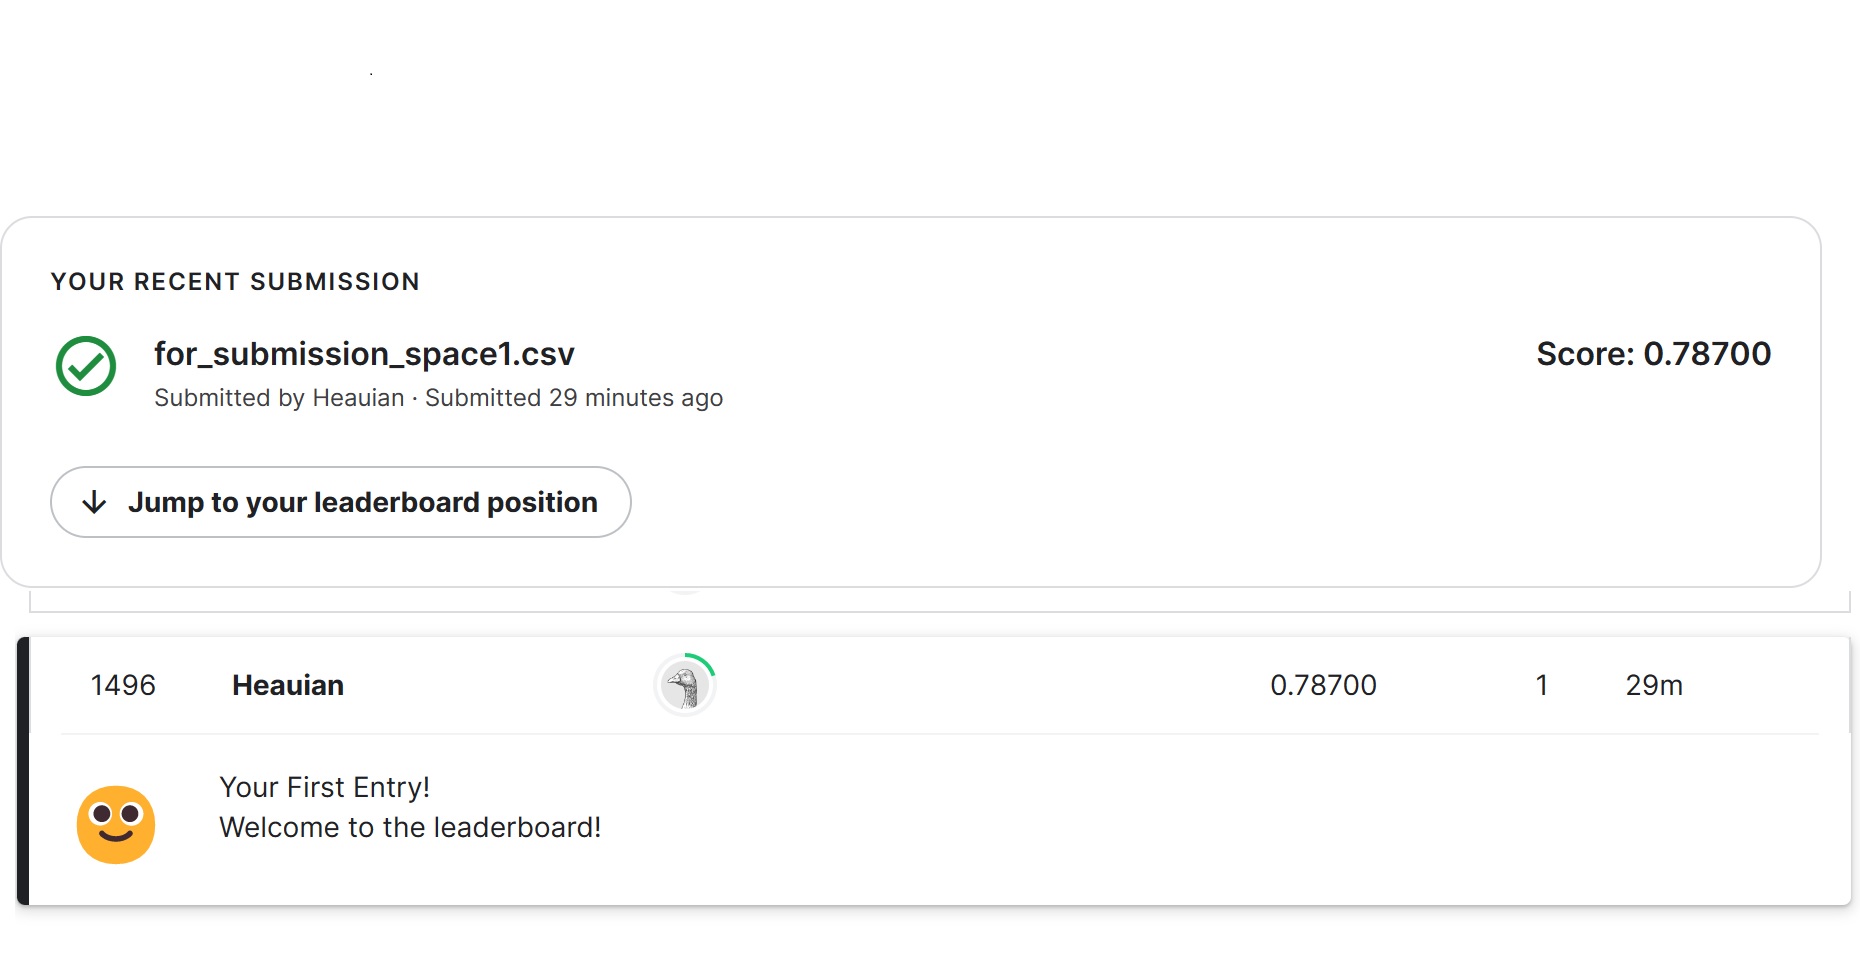 YOUR RECENT SUBMISSION
for_submission_space1.csv
Score: 0.78700
Submitted by Heauian · Submitted 29 minutes ago
Jump to your leaderboard position
1496 Heauian 0.78700 1 29m
Your First Entry!
Welcome to the leaderboard!